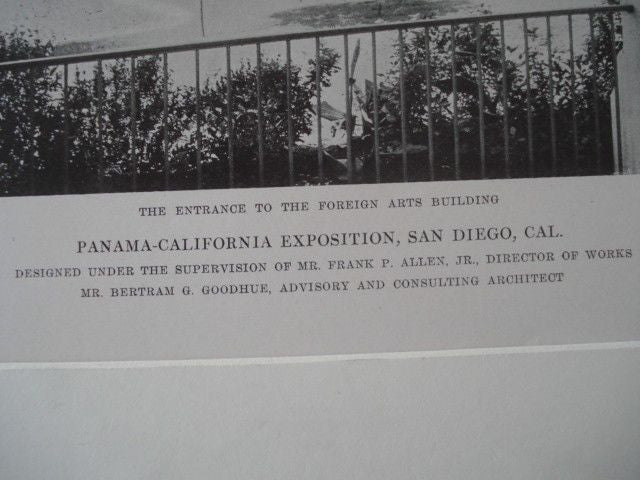 THE ENTRANCE TO THE FOREIGN ARTS BUILDING
PANAMA-CALIFORNIA EXPOSITION, SAN DIEGO, CAL.
DESIGNED UNDER THE SUPERVISION OF MR. FRANK P. ALLEN, JR., DIRECTOR OF WORKS
MR. BERTRAM G. GOODHUE, ADVISORY AND CONSULTING ARCHITECT